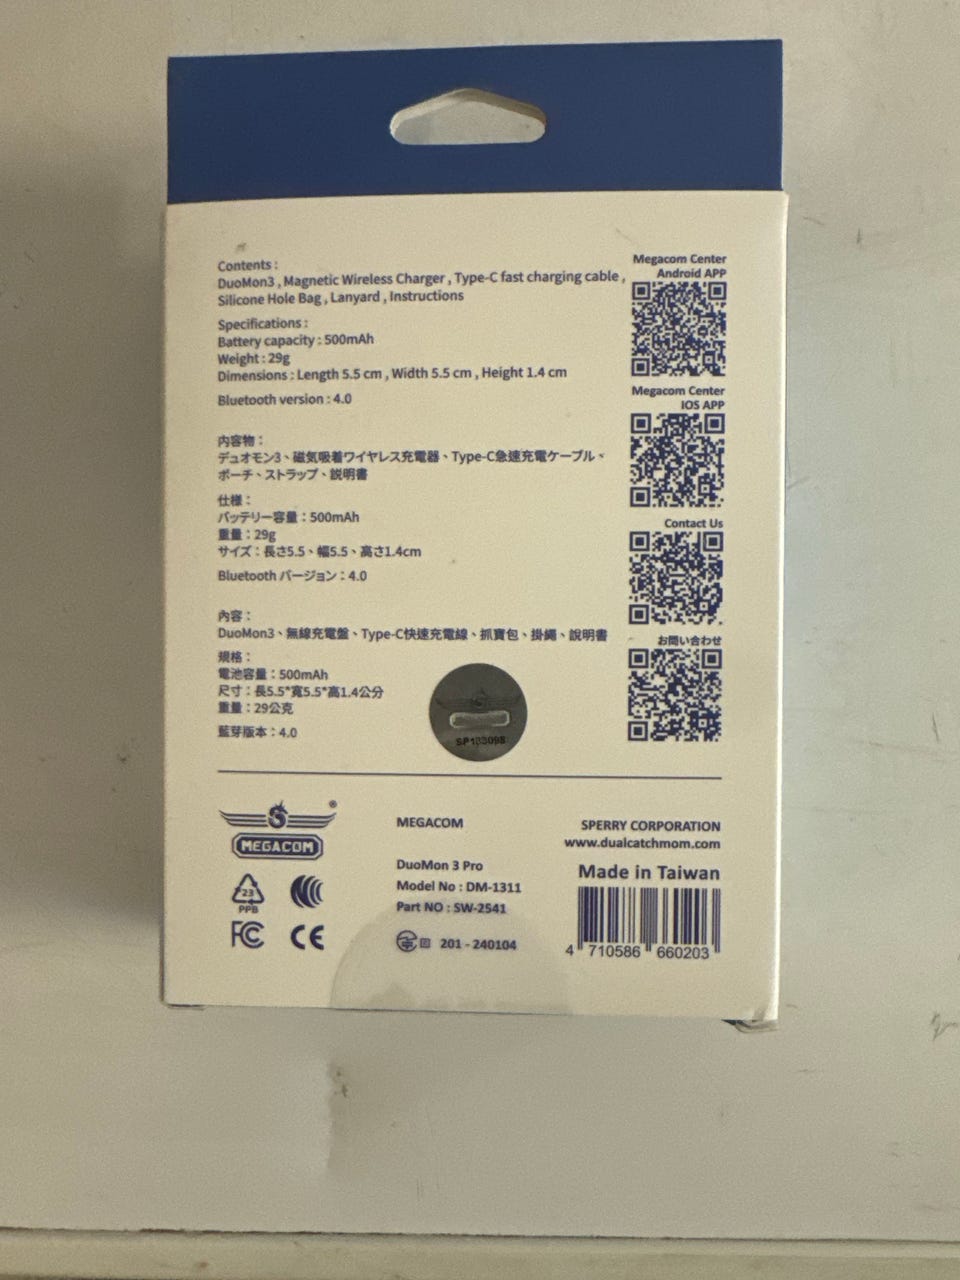 Contents :
DuoMon3 , Magnetic Wireless Charger , Type-C fast charging cable ,
Silicone Hole Bag , Lanyard , Instructions
Specifications :
Battery capacity : 500mAh
Weight : 29g
Dimensions : Length 5.5 cm , Width 5.5 cm , Height 1.4 cm
Bluetooth version : 4.0
内容物：
デュオモン3、磁気吸着ワイヤレス充電器、Type-C急速充電ケーブル、
ポーチ、ストラップ、説明書
仕様：
バッテリー容量：500mAh
重量：29g
サイズ：長さ5.5、幅5.5、高さ1.4cm
Bluetooth バージョン：4.0
內容：
DuoMon3、無線充電盤、Type-C快速充電線、抓寶包、掛繩、說明書
規格：
電池容量：500mAh
尺寸：長5.5*寬5.5*高1.4公分
重量：29公克
藍芽版本：4.0
Megacom Center
Android APP
Megacom Center
IOS APP
Contact Us
お問い合わせ
MEGACOM
®
23
PPB
FC CE
MEGACOM
DuoMon 3 Pro
Model No : DM-1311
Part NO : SW-2541
201 - 240104
SPERRY CORPORATION
www.dualcatchmom.com
Made in Taiwan
4 710586 660203